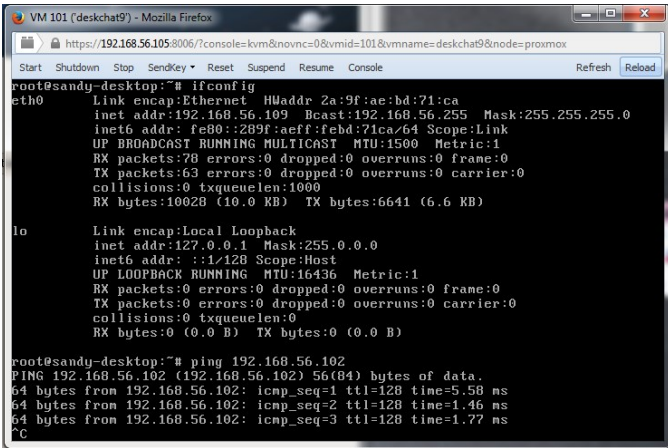 VM 101 ('deskchat9') - Mozilla Firefox
https://192.168.56.105:8006/?console=kvm&novnc=0&vmid=101&vmname=deskchat9&node=proxmox
Start Shutdown Stop SendKey Reset Suspend Resume Console Refresh Reload
root@sandy-desktop:~# ifconfig
eth0 Link encap:Ethernet HWaddr 2a:9f:ae:bd:71:ca
inet addr:192.168.56.109 Bcast:192.168.56.255 Mask:255.255.255.0
inet6 addr: fe80::289f:aeff:febd:71ca/64 Scope:Link
UP BROADCAST RUNNING MULTICAST MTU:1500 Metric:1
RX packets:78 errors:0 dropped:0 overruns:0 frame:0
TX packets:63 errors:0 dropped:0 overruns:0 carrier:0
collisions:0 txqueuelen:1000
RX bytes:10028 (10.0 KB) TX bytes:6641 (6.6 KB)
lo Link encap:Local Loopback
inet addr:127.0.0.1 Mask:255.0.0.0
inet6 addr: ::1/128 Scope:Host
UP LOOPBACK RUNNING MTU:16436 Metric:1
RX packets:0 errors:0 dropped:0 overruns:0 frame:0
TX packets:0 errors:0 dropped:0 overruns:0 carrier:0
collisions:0 txqueuelen:0
RX bytes:0 (0.0 B) TX bytes:0 (0.0 B)
root@sandy-desktop:~# ping 192.168.56.102
PING 192.168.56.102 (192.168.56.102) 56(84) bytes of data.
64 bytes from 192.168.56.102: icmp_seq=1 ttl=128 time=5.58 ms
64 bytes from 192.168.56.102: icmp_seq=2 ttl=128 time=1.46 ms
64 bytes from 192.168.56.102: icmp_seq=3 ttl=128 time=1.77 ms
^C